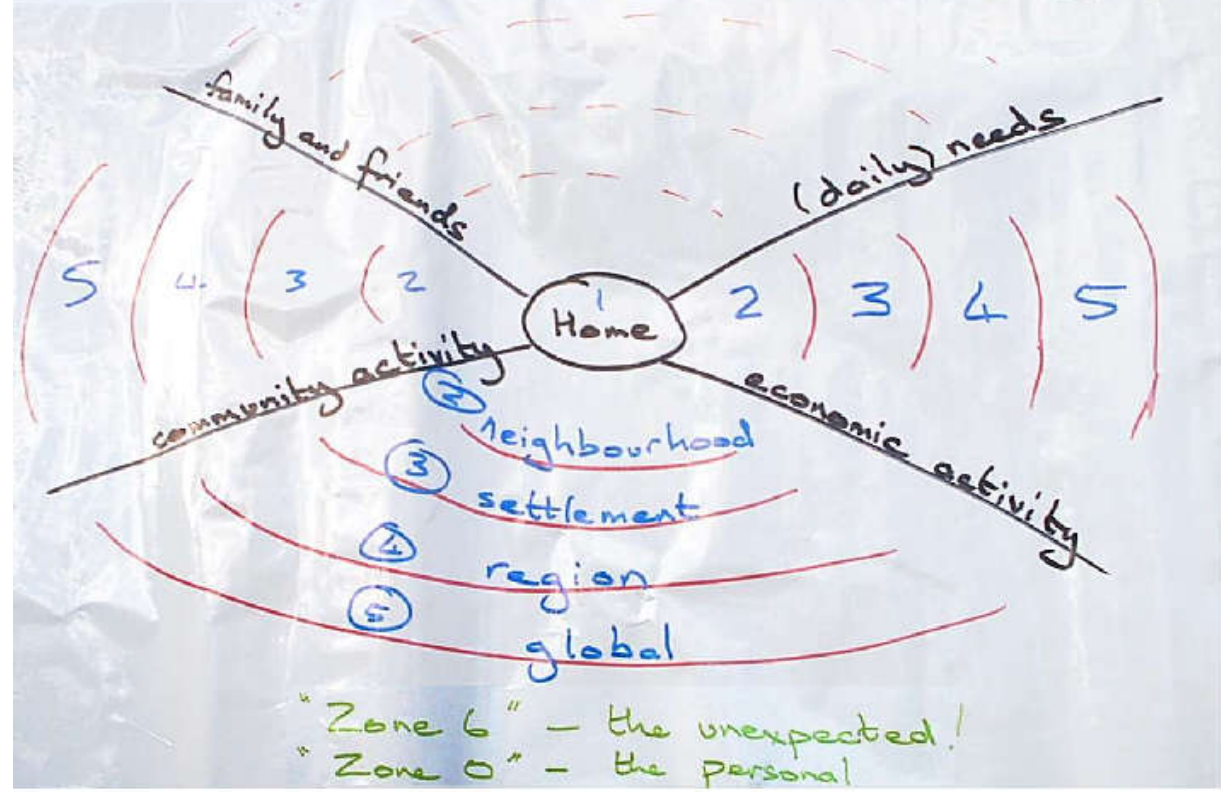 family and friends
(daily) needs
5 4 3 2
1
Home
2 3 4 5
community activity
economic activity
2 neighbourhood
3 settlement
4 region
5 global
"Zone 6" – the unexpected!
"Zone 0" – the personal